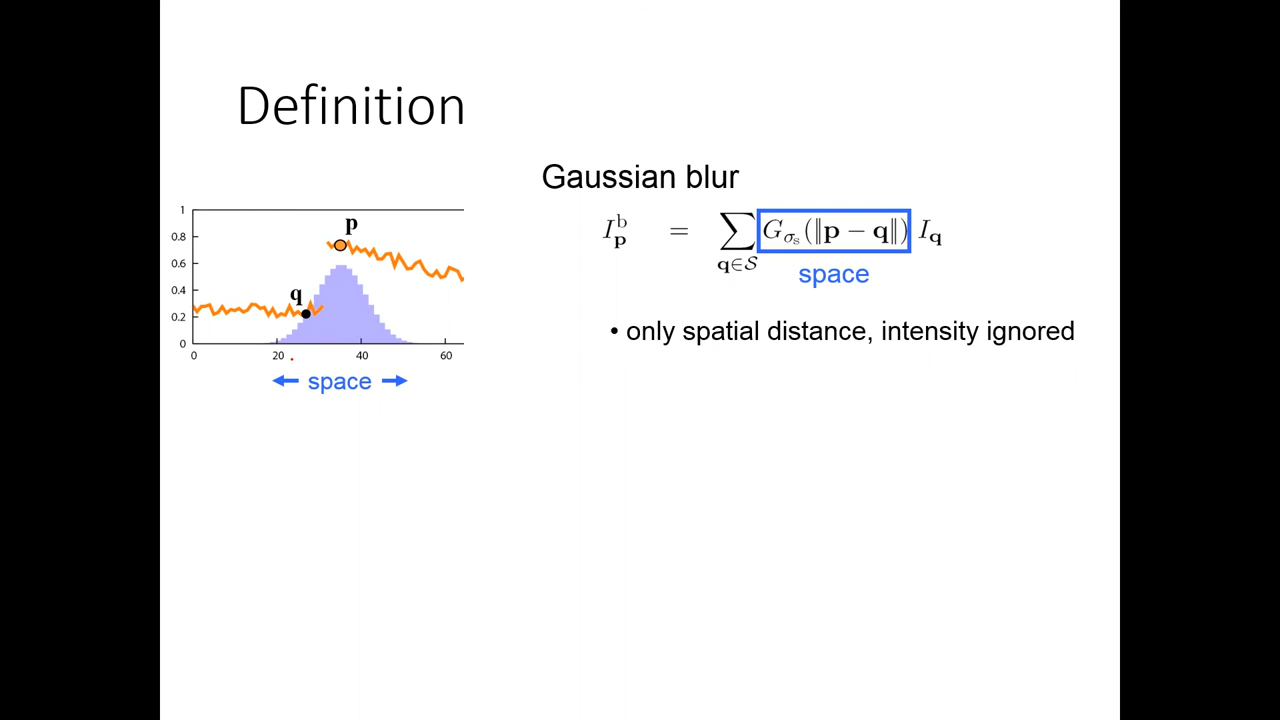 Definition
Gaussian blur
I_p^b = ∑_{q∈S} G_{σ_s}(‖p − q‖) I_q
space
• only spatial distance, intensity ignored
1
0.8
0.6
0.4
0.2
0
p
q
0 20 40 60
space